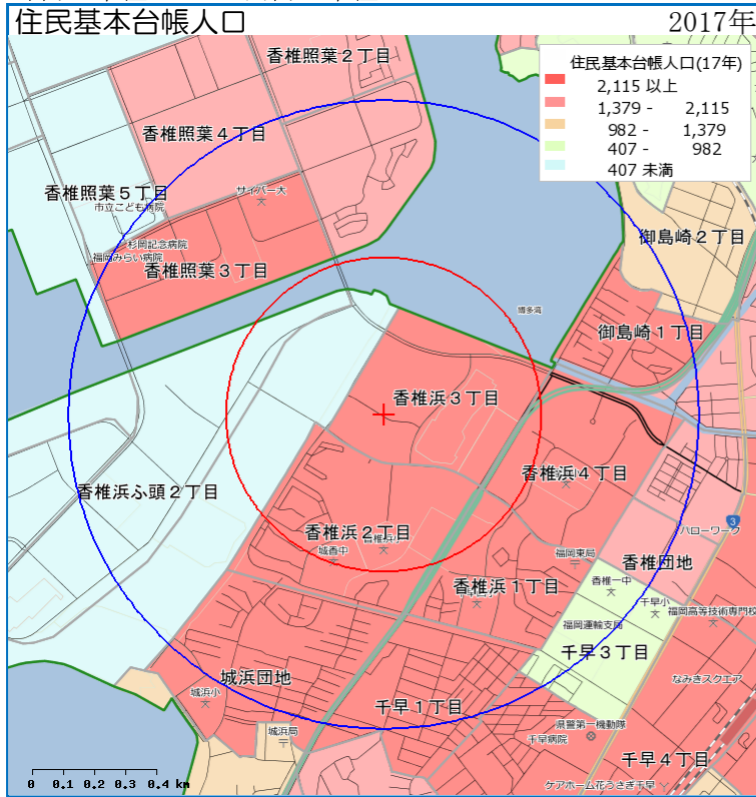 住民基本台帳人口
2017年
住民基本台帳人口(17年)
2,115 以上
1,379 - 2,115
982 - 1,379
407 - 982
407 未満
香椎照葉２丁目
香椎照葉４丁目
香椎照葉５丁目
サイバー大
市立こども病院
杉岡記念病院
福岡みらい病院
香椎照葉３丁目
御島崎２丁目
博多湾
御島崎１丁目
香椎浜３丁目
香椎浜４丁目
香椎浜ふ頭２丁目
3
香椎浜２丁目
ハローワーク
城香中
香椎浜小
福岡東局
香椎団地
香椎浜１丁目
香椎一中
千早小
福岡高等技術専門校
福岡運輸支局
千早３丁目
城浜団地
なみきスクエア
城浜小
千早１丁目
城浜局
県警第一機動隊
千早病院
千早４丁目
ケアホーム花うさぎ千早
0 0.1 0.2 0.3 0.4 km